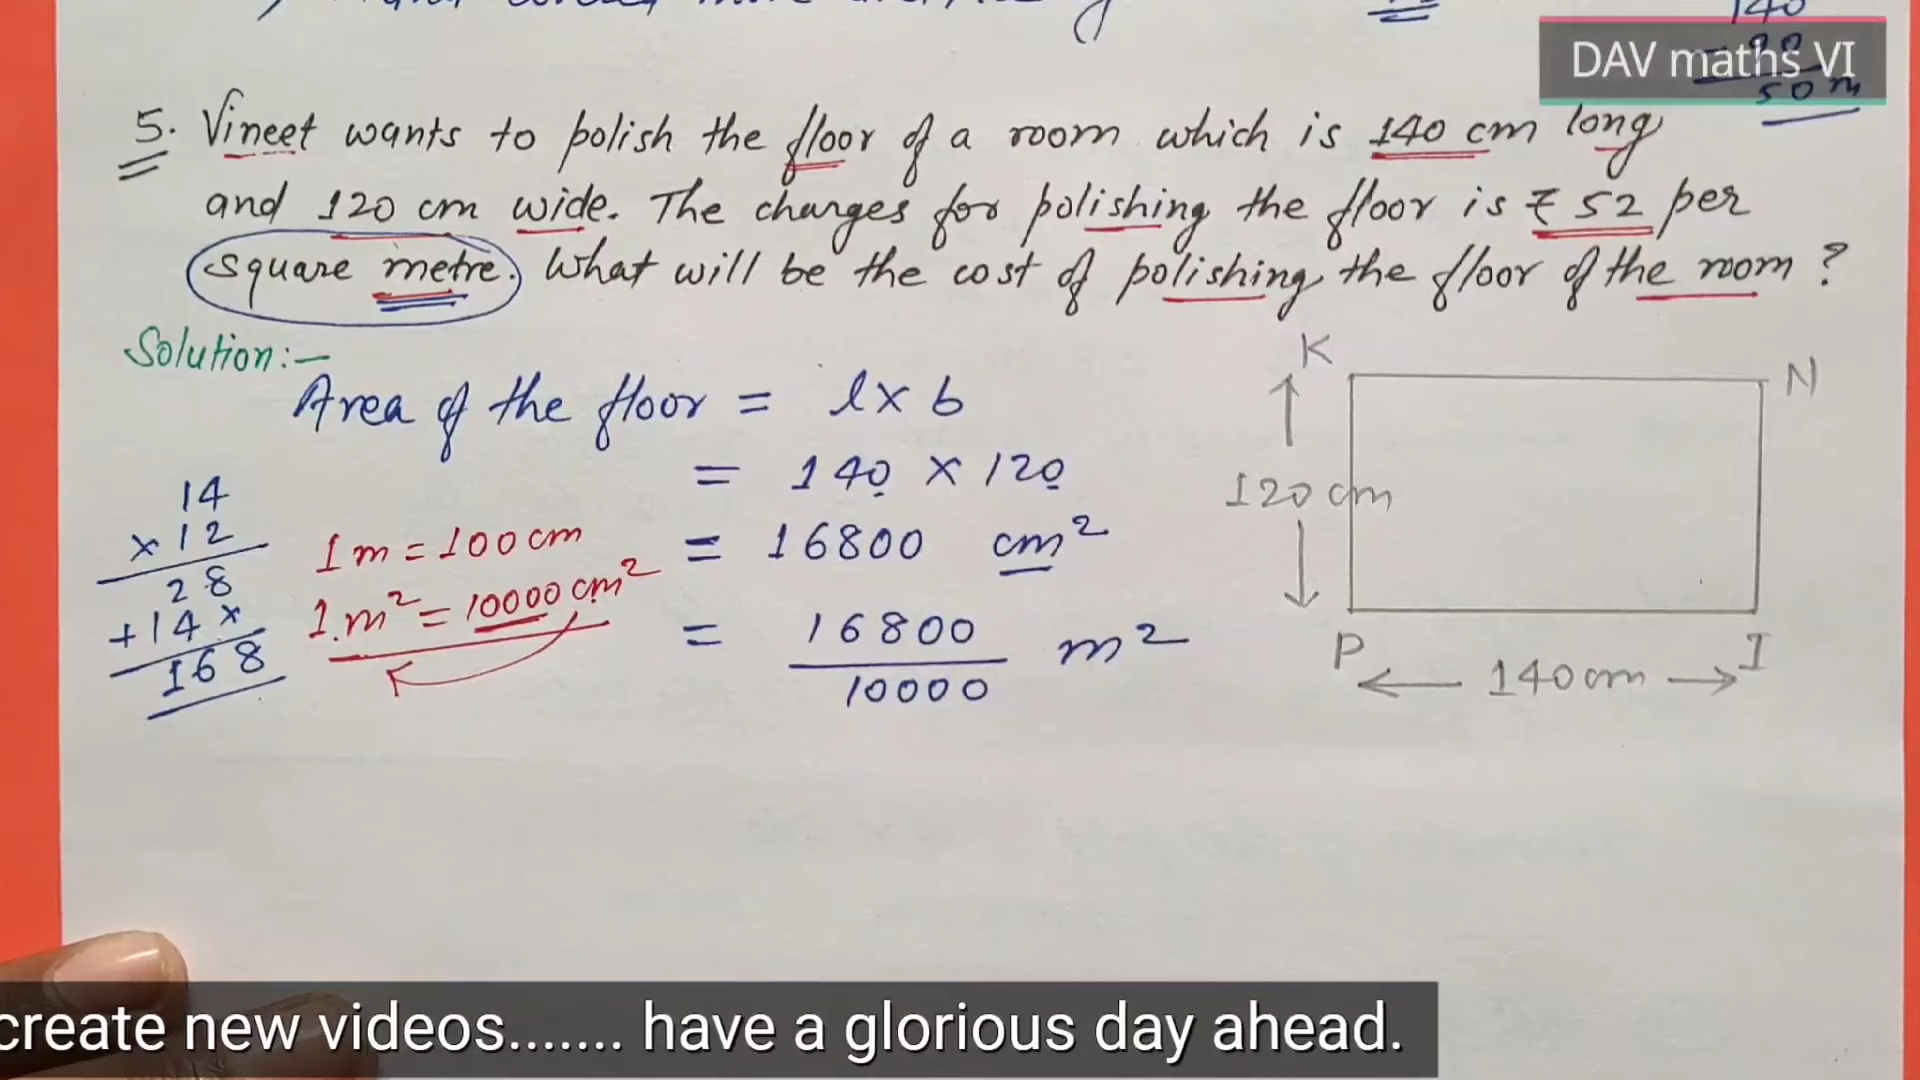 140
50 m
DAV maths VI
5. Vineet wants to polish the floor of a room which is 140 cm long
and 120 cm wide. The charges for polishing the floor is ₹ 52 per
square metre. What will be the cost of polishing the floor of the room ?
Solution:-
Area of the floor = l x b
= 140 x 120
= 16800 cm²
= 16800 m²
10000
14
x 12
28
+14x
168
1 m = 100 cm
1 m² = 10000 cm²
K
N
120 cm
P
I
140 cm
create new videos....... have a glorious day ahead.